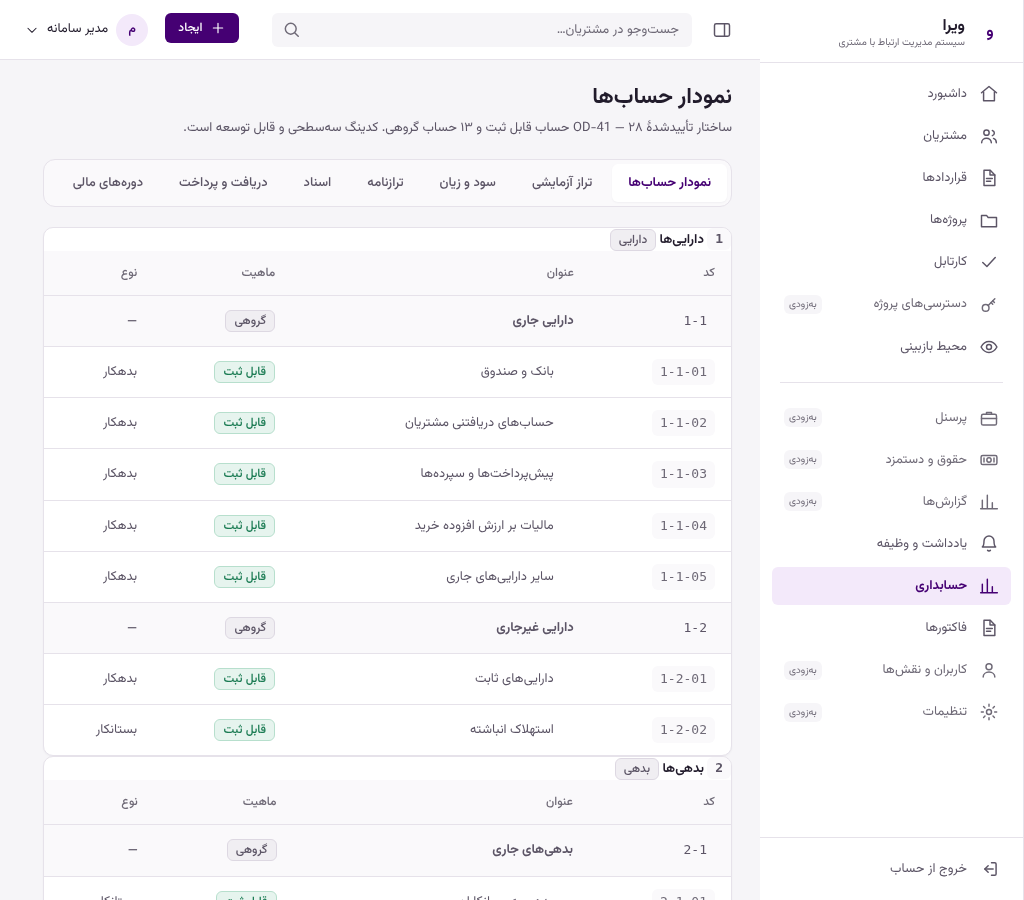 و
ویرا
سیستم مدیریت ارتباط با مشتری
داشبورد
مشتریان
قراردادها
پروژه‌ها
کارتابل
دسترسی‌های پروژه به‌زودی
محیط بازبینی
پرسنل به‌زودی
حقوق و دستمزد به‌زودی
گزارش‌ها به‌زودی
یادداشت و وظیفه
حسابداری
فاکتورها
کاربران و نقش‌ها به‌زودی
تنظیمات به‌زودی
خروج از حساب
جست‌وجو در مشتریان…
ایجاد
م مدیر سامانه
نمودار حساب‌ها
ساختار تأییدشدهٔ OD-41 — ۲۸ حساب قابل ثبت و ۱۳ حساب گروهی. کدینگ سه‌سطحی و قابل توسعه است.
نمودار حساب‌ها تراز آزمایشی سود و زیان ترازنامه اسناد دریافت و پرداخت دوره‌های مالی
1 دارایی‌ها دارایی
کد عنوان ماهیت نوع
1-1 دارایی جاری گروهی —
1-1-01 بانک و صندوق قابل ثبت بدهکار
1-1-02 حساب‌های دریافتنی مشتریان قابل ثبت بدهکار
1-1-03 پیش‌پرداخت‌ها و سپرده‌ها قابل ثبت بدهکار
1-1-04 مالیات بر ارزش افزوده خرید قابل ثبت بدهکار
1-1-05 سایر دارایی‌های جاری قابل ثبت بدهکار
1-2 دارایی غیرجاری گروهی —
1-2-01 دارایی‌های ثابت قابل ثبت بدهکار
1-2-02 استهلاک انباشته قابل ثبت بستانکار
2 بدهی‌ها بدهی
کد عنوان ماهیت نوع
2-1 بدهی‌های جاری گروهی —